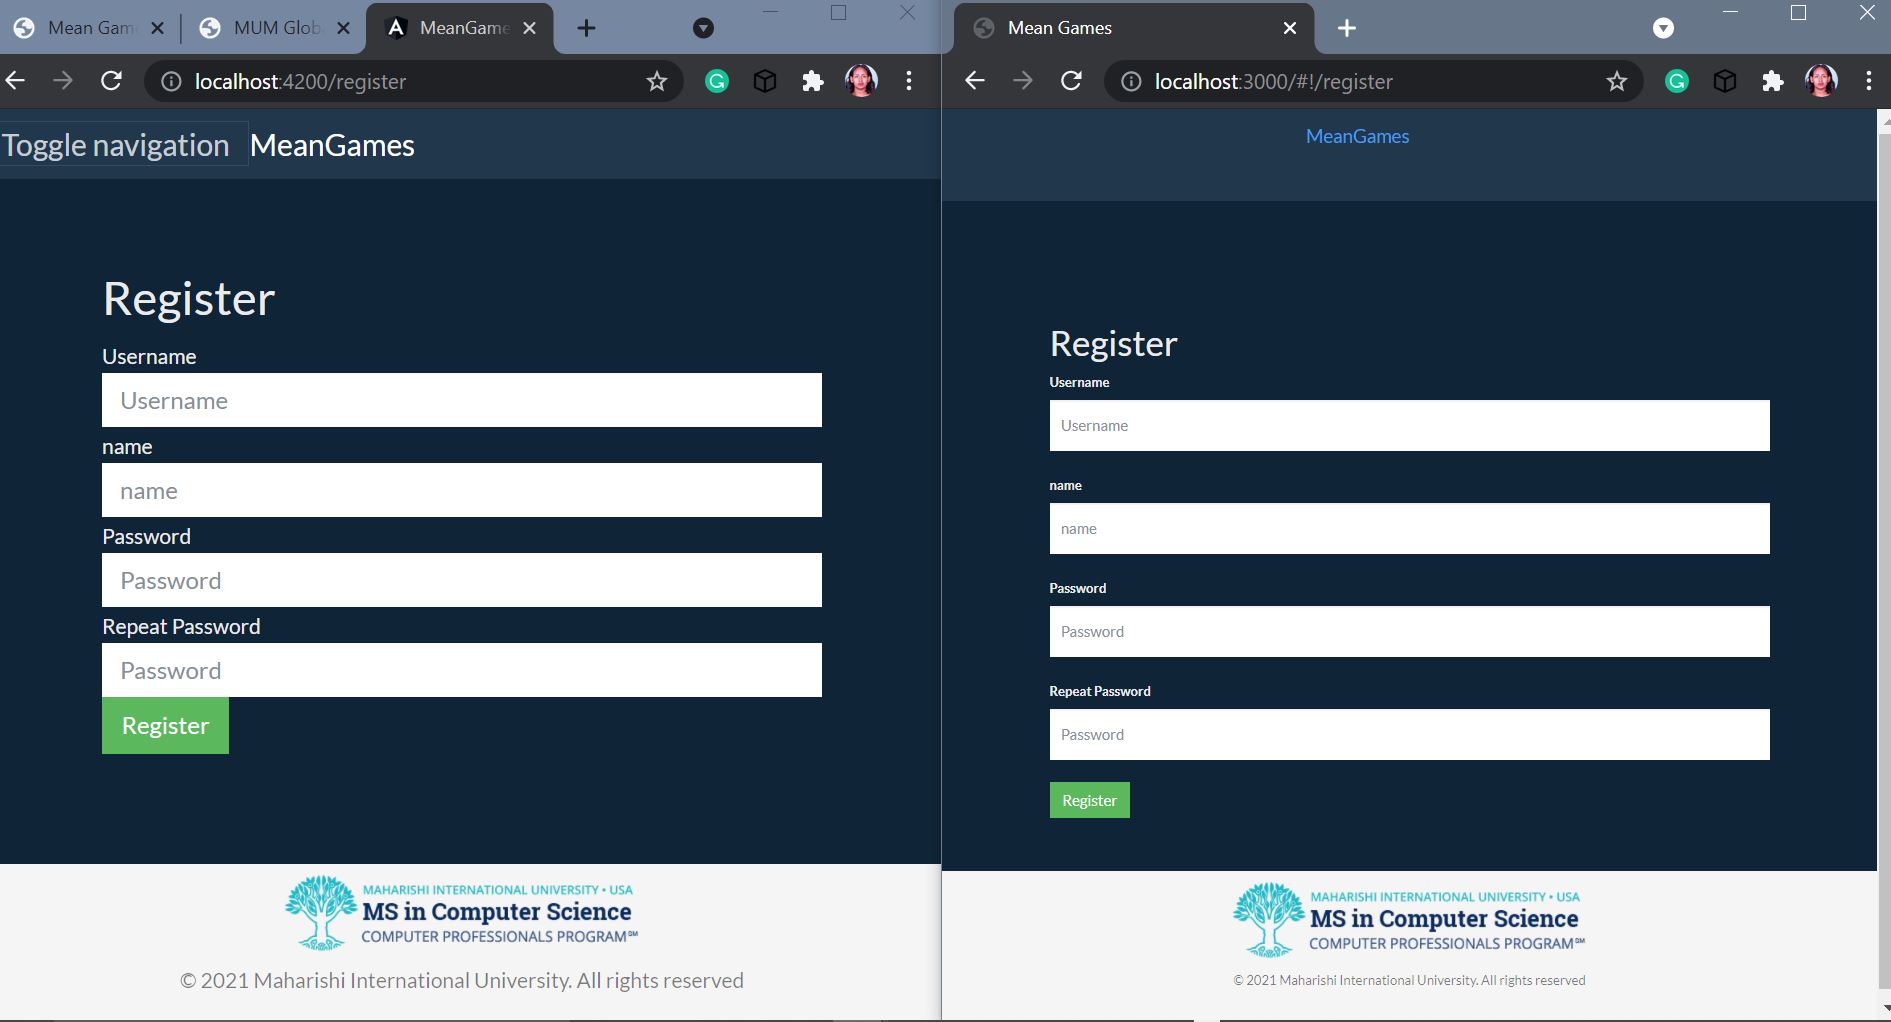 Mean Gam
MUM Glob
MeanGame
localhost:4200/register
Toggle navigation MeanGames
Register
Username
Username
name
name
Password
Password
Repeat Password
Password
Register
MAHARISHI INTERNATIONAL UNIVERSITY • USA
MS in Computer Science
COMPUTER PROFESSIONALS PROGRAM℠
© 2021 Maharishi International University. All rights reserved
Mean Games
localhost:3000/#!/register
MeanGames
Register
Username
Username
name
name
Password
Password
Repeat Password
Password
Register
MAHARISHI INTERNATIONAL UNIVERSITY • USA
MS in Computer Science
COMPUTER PROFESSIONALS PROGRAM℠
© 2021 Maharishi International University. All rights reserved